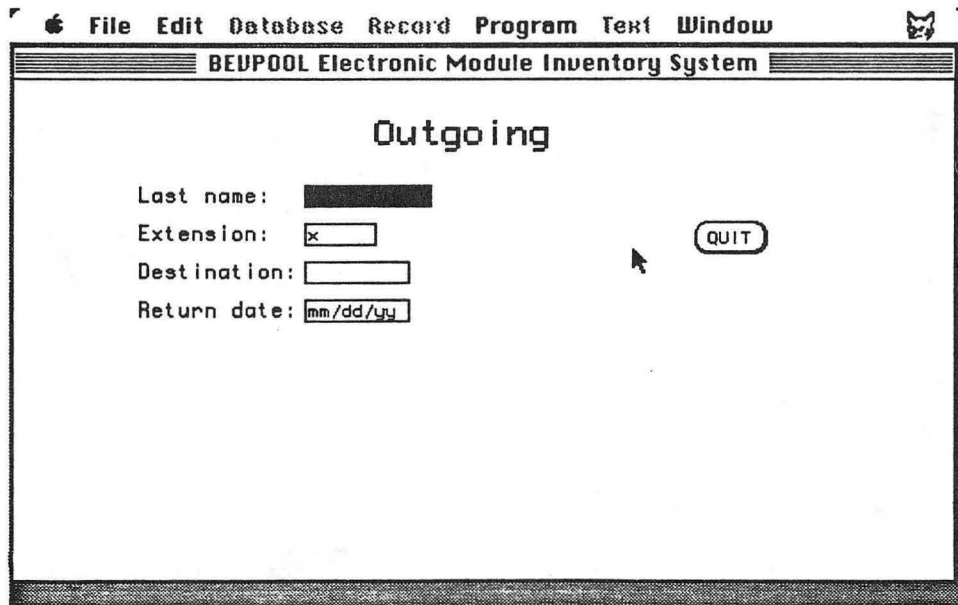 File Edit Database Record Program Text Window
BEVPOOL Electronic Module Inventory System
Outgoing
Last name:
Extension: x
QUIT
Destination:
Return date: mm/dd/yy